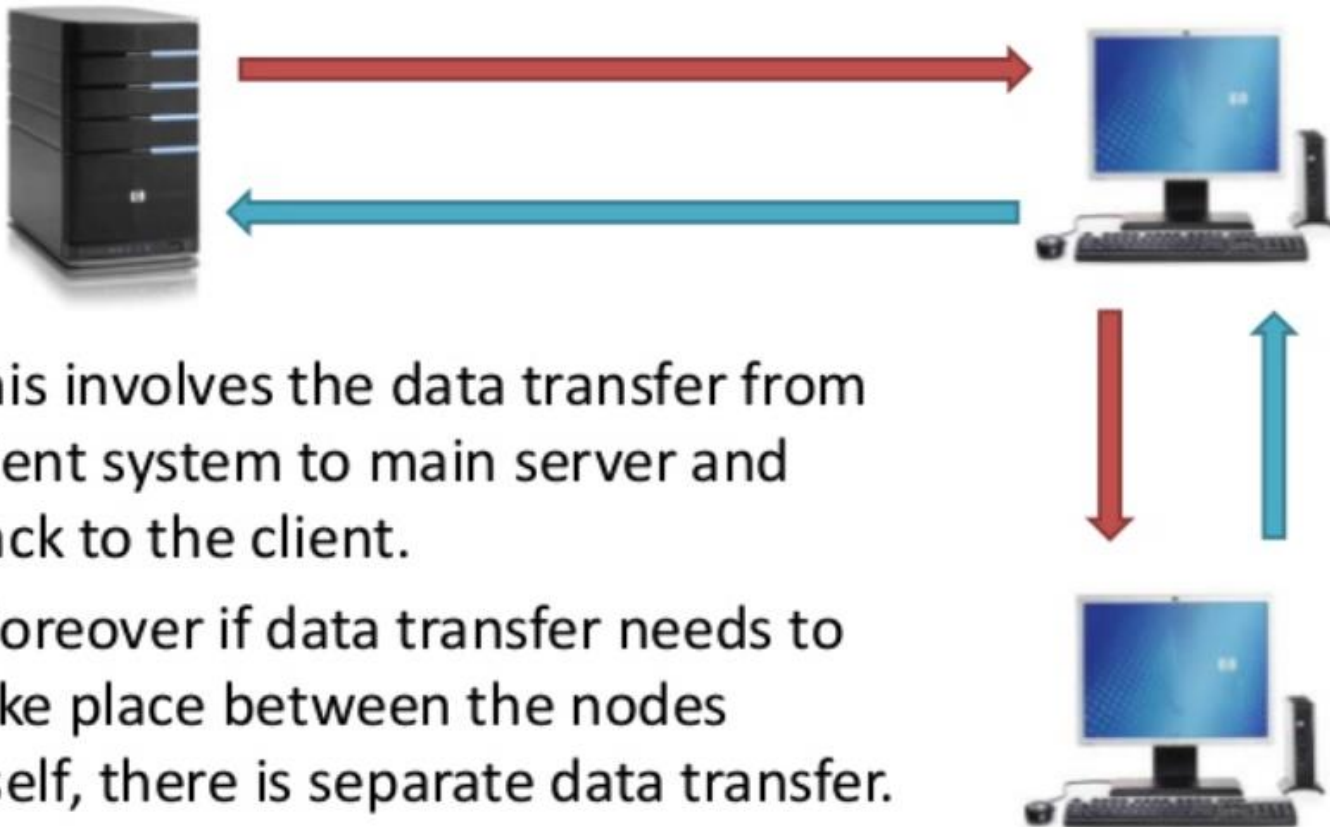 his involves the data transfer from
ent system to main server and
ack to the client.
oreover if data transfer needs to
ke place between the nodes
self, there is separate data transfer.